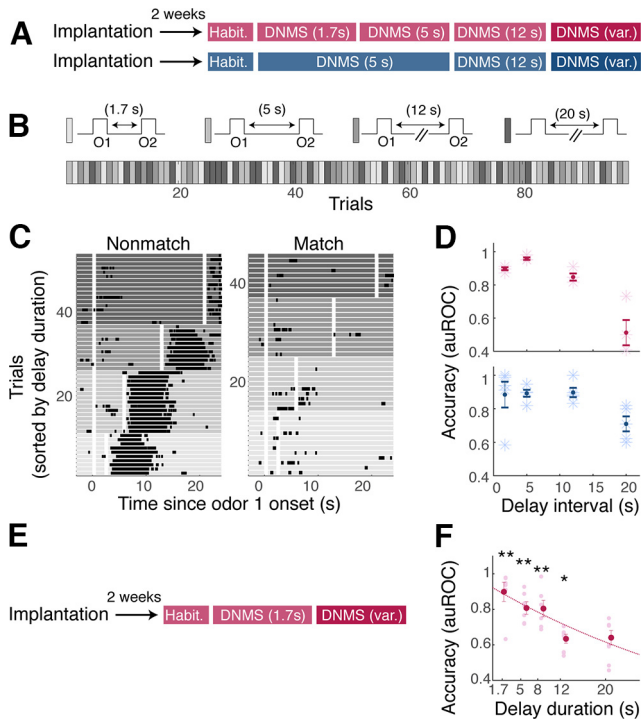 A
2 weeks
Implantation
Habit.
DNMS (1.7s)
DNMS (5 s)
DNMS (12 s)
DNMS (var.)
Implantation
Habit.
DNMS (5 s)
DNMS (12 s)
DNMS (var.)
B
(1.7 s)
(5 s)
(12 s)
(20 s)
O1
O2
O1
O2
O1
O2
20
40
60
80
Trials
C
Nonmatch
Match
Trials
(sorted by delay duration)
40
20
40
20
0
10
20
0
10
20
Time since odor 1 onset (s)
D
Accuracy (auROC)
1
0.8
0.6
0.4
Accuracy (auROC)
1
0.8
0.6
0.4
0
5
10
15
20
Delay interval (s)
E
2 weeks
Implantation
Habit.
DNMS (1.7s)
DNMS (var.)
F
Accuracy (auROC)
1
0.8
0.6
0.4
**
**
**
*
1.7
5
8
12
20
Delay duration (s)